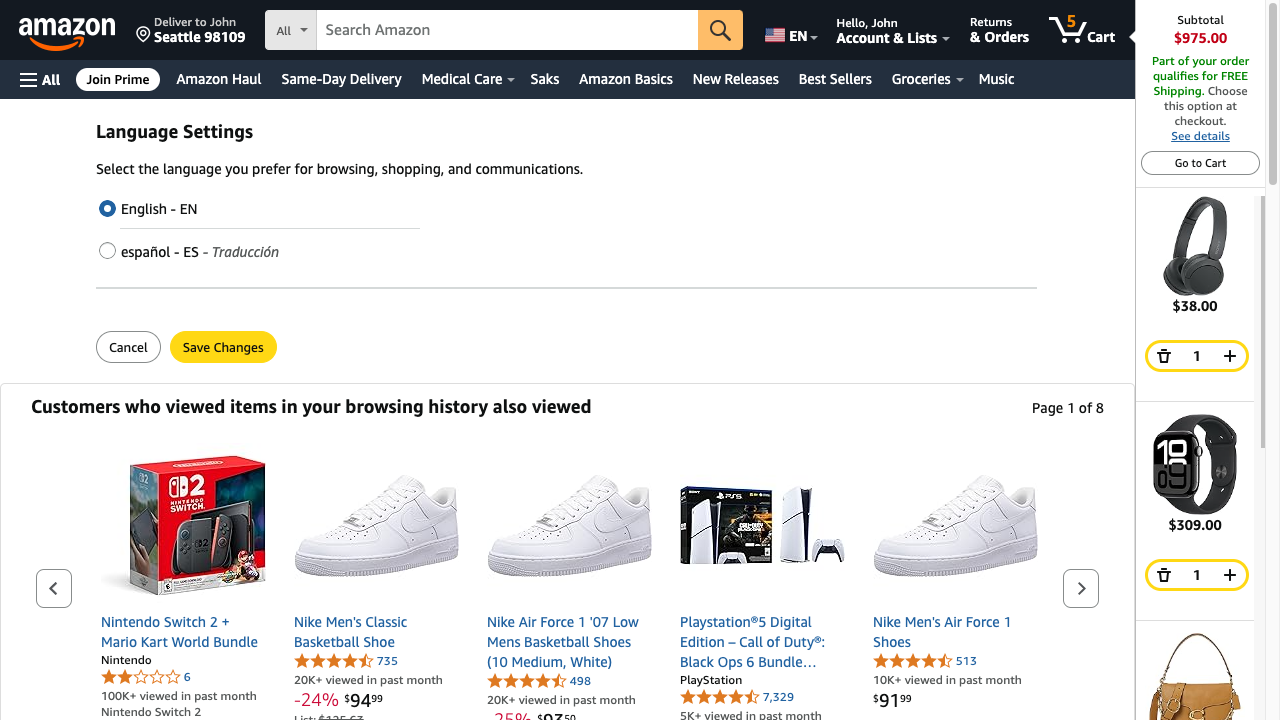 amazon
Deliver to John
Seattle 98109
All
Search Amazon
EN
Hello, John
Account & Lists
Returns
& Orders
5
Cart
All
Join Prime
Amazon Haul
Same-Day Delivery
Medical Care
Saks
Amazon Basics
New Releases
Best Sellers
Groceries
Music
Subtotal
$975.00
Part of your order
qualifies for FREE
Shipping. Choose
this option at
checkout.
See details
Go to Cart
$38.00
1
10
$309.00
1
Language Settings
Select the language you prefer for browsing, shopping, and communications.
English - EN
español - ES - Traducción
Cancel
Save Changes
Customers who viewed items in your browsing history also viewed
Page 1 of 8
Nintendo Switch 2 +
Mario Kart World Bundle
Nintendo
6
100K+ viewed in past month
Nintendo Switch 2
Nike Men's Classic
Basketball Shoe
735
20K+ viewed in past month
-24% $9499
List: $125.63
Nike Air Force 1 '07 Low
Mens Basketball Shoes
(10 Medium, White)
498
20K+ viewed in past month
-25% $9350
Playstation®5 Digital
Edition – Call of Duty®:
Black Ops 6 Bundle…
PlayStation
7,329
5K+ viewed in past month
Nike Men's Air Force 1
Shoes
513
10K+ viewed in past month
$9199